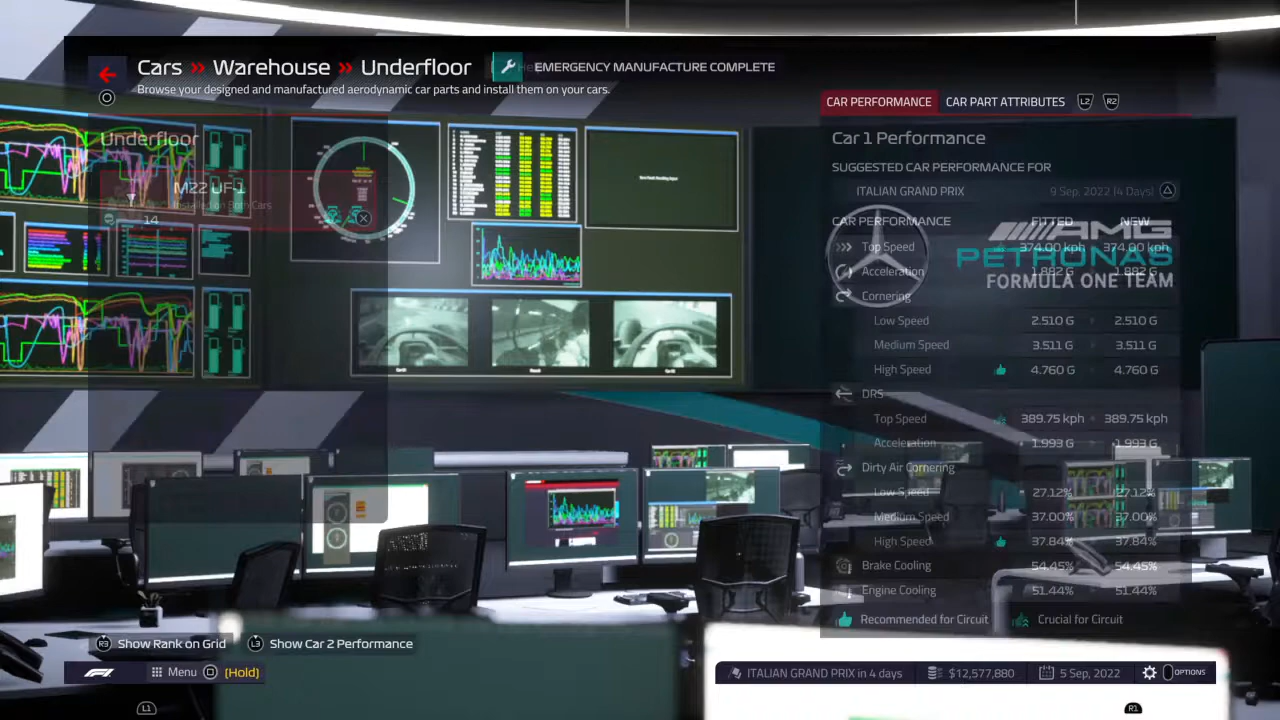 Cars » Warehouse » Underfloor
EMERGENCY MANUFACTURE COMPLETE
Browse your designed and manufactured aerodynamic car parts and install them on your cars.
CAR PERFORMANCE
CAR PART ATTRIBUTES
L2
R2
Underfloor
M22 UF-1
Installed on Both Cars
14
Car 1 Performance
SUGGESTED CAR PERFORMANCE FOR
ITALIAN GRAND PRIX
9 Sep, 2022 (4 Days)
CAR PERFORMANCE FITTED NEW
Top Speed 374.00 kph 374.00 kph
Acceleration 1.882 G 1.882 G
Cornering
Low Speed 2.510 G 2.510 G
Medium Speed 3.511 G 3.511 G
High Speed 4.760 G 4.760 G
DRS
Top Speed 389.75 kph 389.75 kph
Acceleration 1.993 G 1.993 G
Dirty Air Cornering
Low Speed 27.12% 27.12%
Medium Speed 37.00% 37.00%
High Speed 37.84% 37.84%
Brake Cooling 54.45% 54.45%
Engine Cooling 51.44% 51.44%
Recommended for Circuit
Crucial for Circuit
AMG
PETRONAS
FORMULA ONE TEAM
R3 Show Rank on Grid
L3 Show Car 2 Performance
F1
Menu [Hold]
ITALIAN GRAND PRIX in 4 days
$12,577,880
5 Sep, 2022
OPTIONS
L1
R1